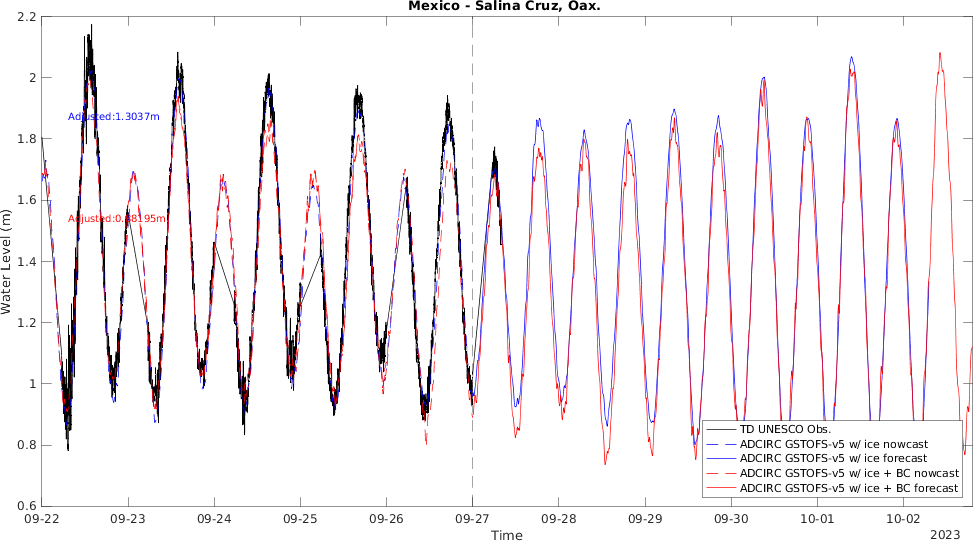 Mexico - Salina Cruz, Oax.
2.2
2
1.8
1.6
1.4
1.2
1
0.8
0.6
Water Level (m)
Adjusted:1.3037m
TD UNESCO Obs.
ADCIRC GSTOFS-v5 w/ ice nowcast
ADCIRC GSTOFS-v5 w/ ice forecast
ADCIRC GSTOFS-v5 w/ ice + BC nowcast
ADCIRC GSTOFS-v5 w/ ice + BC forecast
09-22
09-23
09-24
09-25
09-26
09-27
09-28
09-29
09-30
10-01
10-02
Time
2023